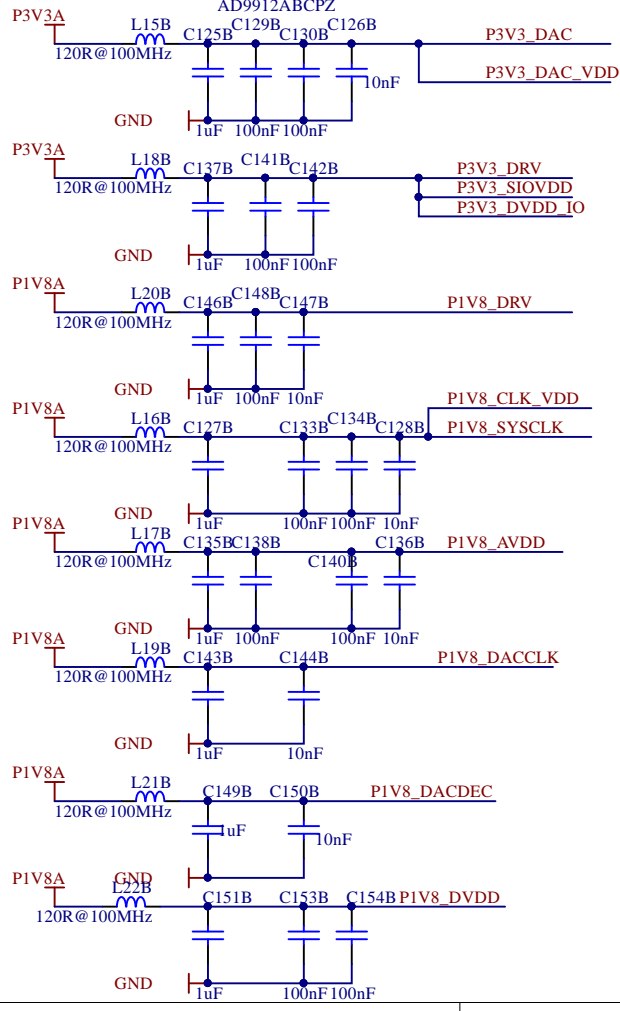 AD9912ABCPZ
P3V3A L15B C125B C129B C130B C126B P3V3_DAC
120R@100MHz 10nF P3V3_DAC_VDD
GND 1uF 100nF 100nF
P3V3A L18B C137B C141B C142B P3V3_DRV
120R@100MHz P3V3_SIOVDD
P3V3_DVDD_IO
GND 1uF 100nF 100nF
P1V8A L20B C146B C148B C147B P1V8_DRV
120R@100MHz
GND 1uF 100nF 10nF
P1V8_CLK_VDD
P1V8A L16B C127B C133B C134B C128B P1V8_SYSCLK
120R@100MHz
GND 1uF 100nF 100nF 10nF
P1V8A L17B C135B C138B C140B C136B P1V8_AVDD
120R@100MHz
GND 1uF 100nF 100nF 10nF
P1V8A L19B C143B C144B P1V8_DACCLK
120R@100MHz
GND 1uF 10nF
P1V8A L21B C149B C150B P1V8_DACDEC
120R@100MHz 1uF 10nF
GND
P1V8A L22B C151B C153B C154B P1V8_DVDD
120R@100MHz
GND 1uF 100nF 100nF